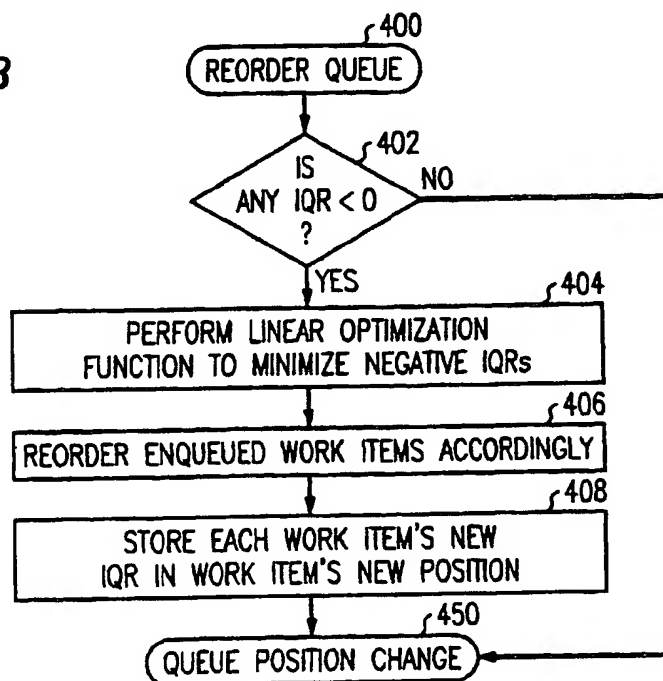 400
REORDER QUEUE
402
IS
ANY IQR < 0
?
NO
YES
404
PERFORM LINEAR OPTIMIZATION
FUNCTION TO MINIMIZE NEGATIVE IQRs
406
REORDER ENQUEUED WORK ITEMS ACCORDINGLY
408
STORE EACH WORK ITEM'S NEW
IQR IN WORK ITEM'S NEW POSITION
450
QUEUE POSITION CHANGE